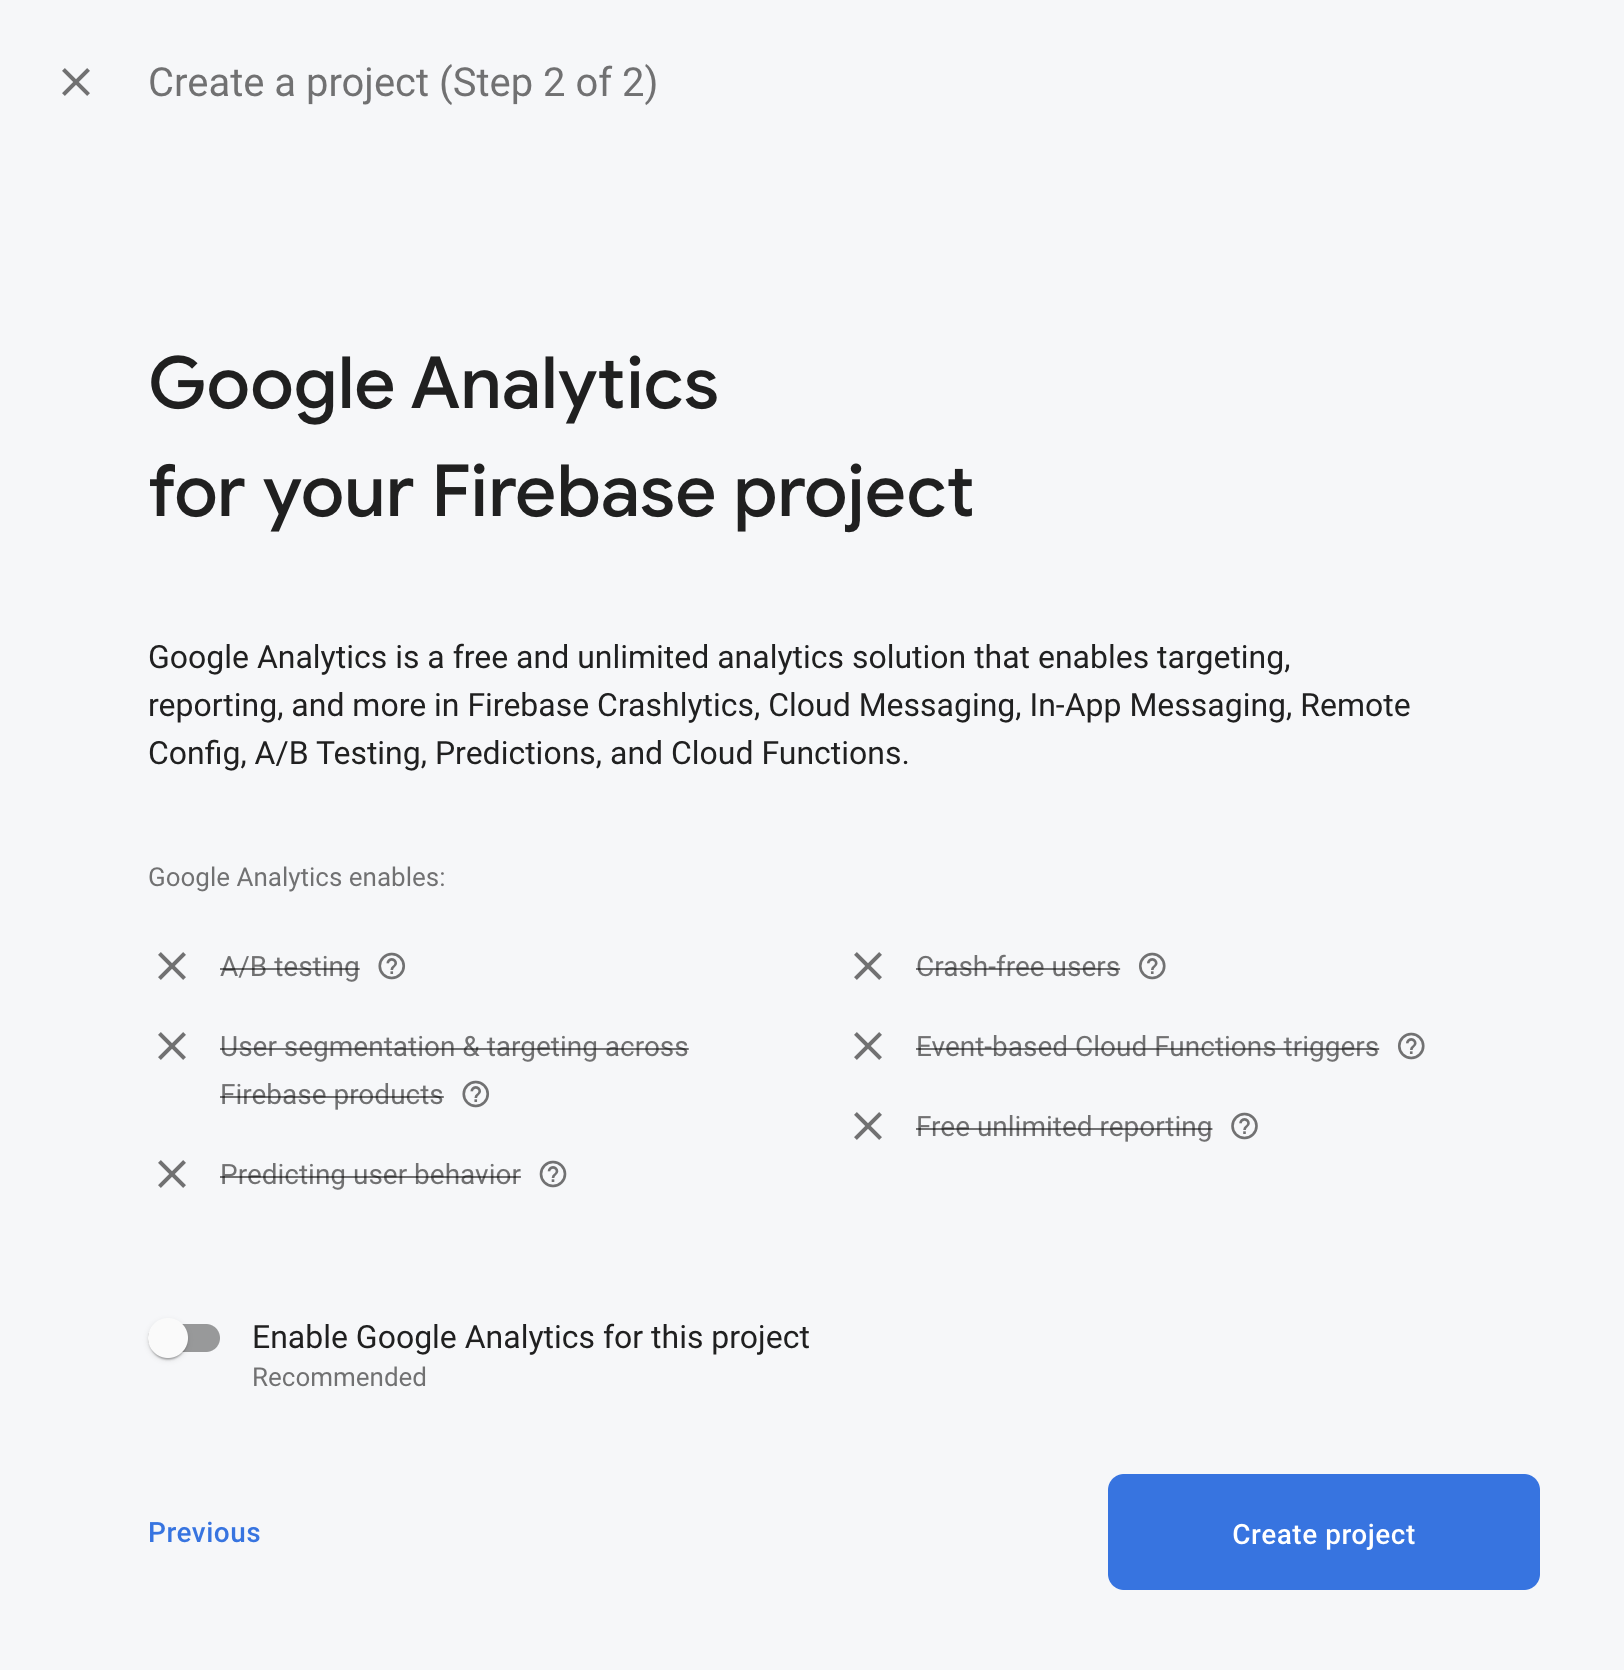 Create a project (Step 2 of 2)
Google Analytics
for your Firebase project
Google Analytics is a free and unlimited analytics solution that enables targeting,
reporting, and more in Firebase Crashlytics, Cloud Messaging, In-App Messaging, Remote
Config, A/B Testing, Predictions, and Cloud Functions.
Google Analytics enables:
A/B testing
User segmentation & targeting across
Firebase products
Predicting user behavior
Crash-free users
Event-based Cloud Functions triggers
Free unlimited reporting
Enable Google Analytics for this project
Recommended
Previous
Create project